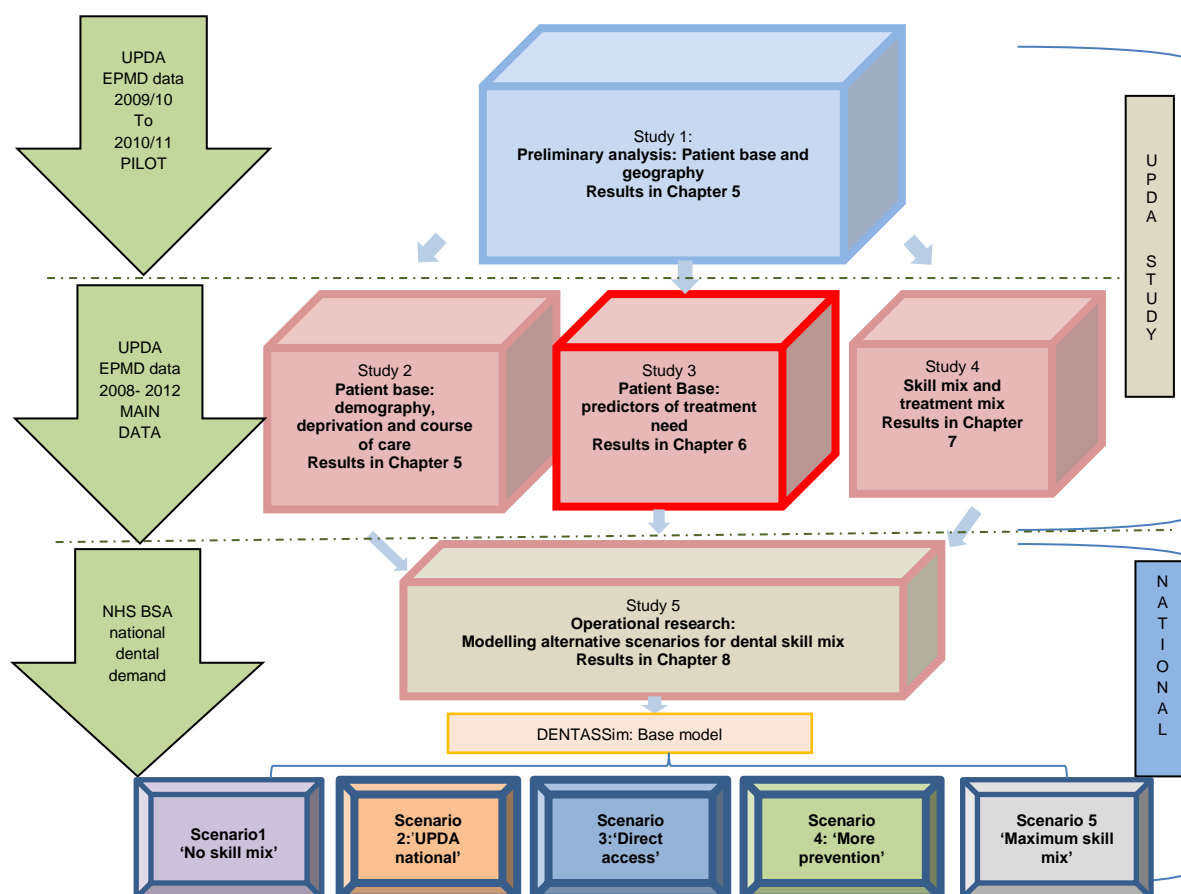 UPDA
EPMD data
2009/10
To
2010/11
PILOT
Study 1:
Preliminary analysis: Patient base and
geography
Results in Chapter 5
UPDA STUDY
UPDA
EPMD data
2008- 2012
MAIN
DATA
Study 2
Patient base:
demography,
deprivation and course
of care
Results in Chapter 5
Study 3
Patient Base:
predictors of treatment
need
Results in Chapter 6
Study 4
Skill mix and
treatment mix
Results in Chapter
7
NHS BSA
national
dental
demand
Study 5
Operational research:
Modelling alternative scenarios for dental skill mix
Results in Chapter 8
NATIONAL
DENTASSim: Base model
Scenario1
‘No skill mix’
Scenario
2:’UPDA
national’
Scenario
3:‘Direct
access’
Scenario
4: ‘More
prevention’
Scenario 5
‘Maximum skill
mix’